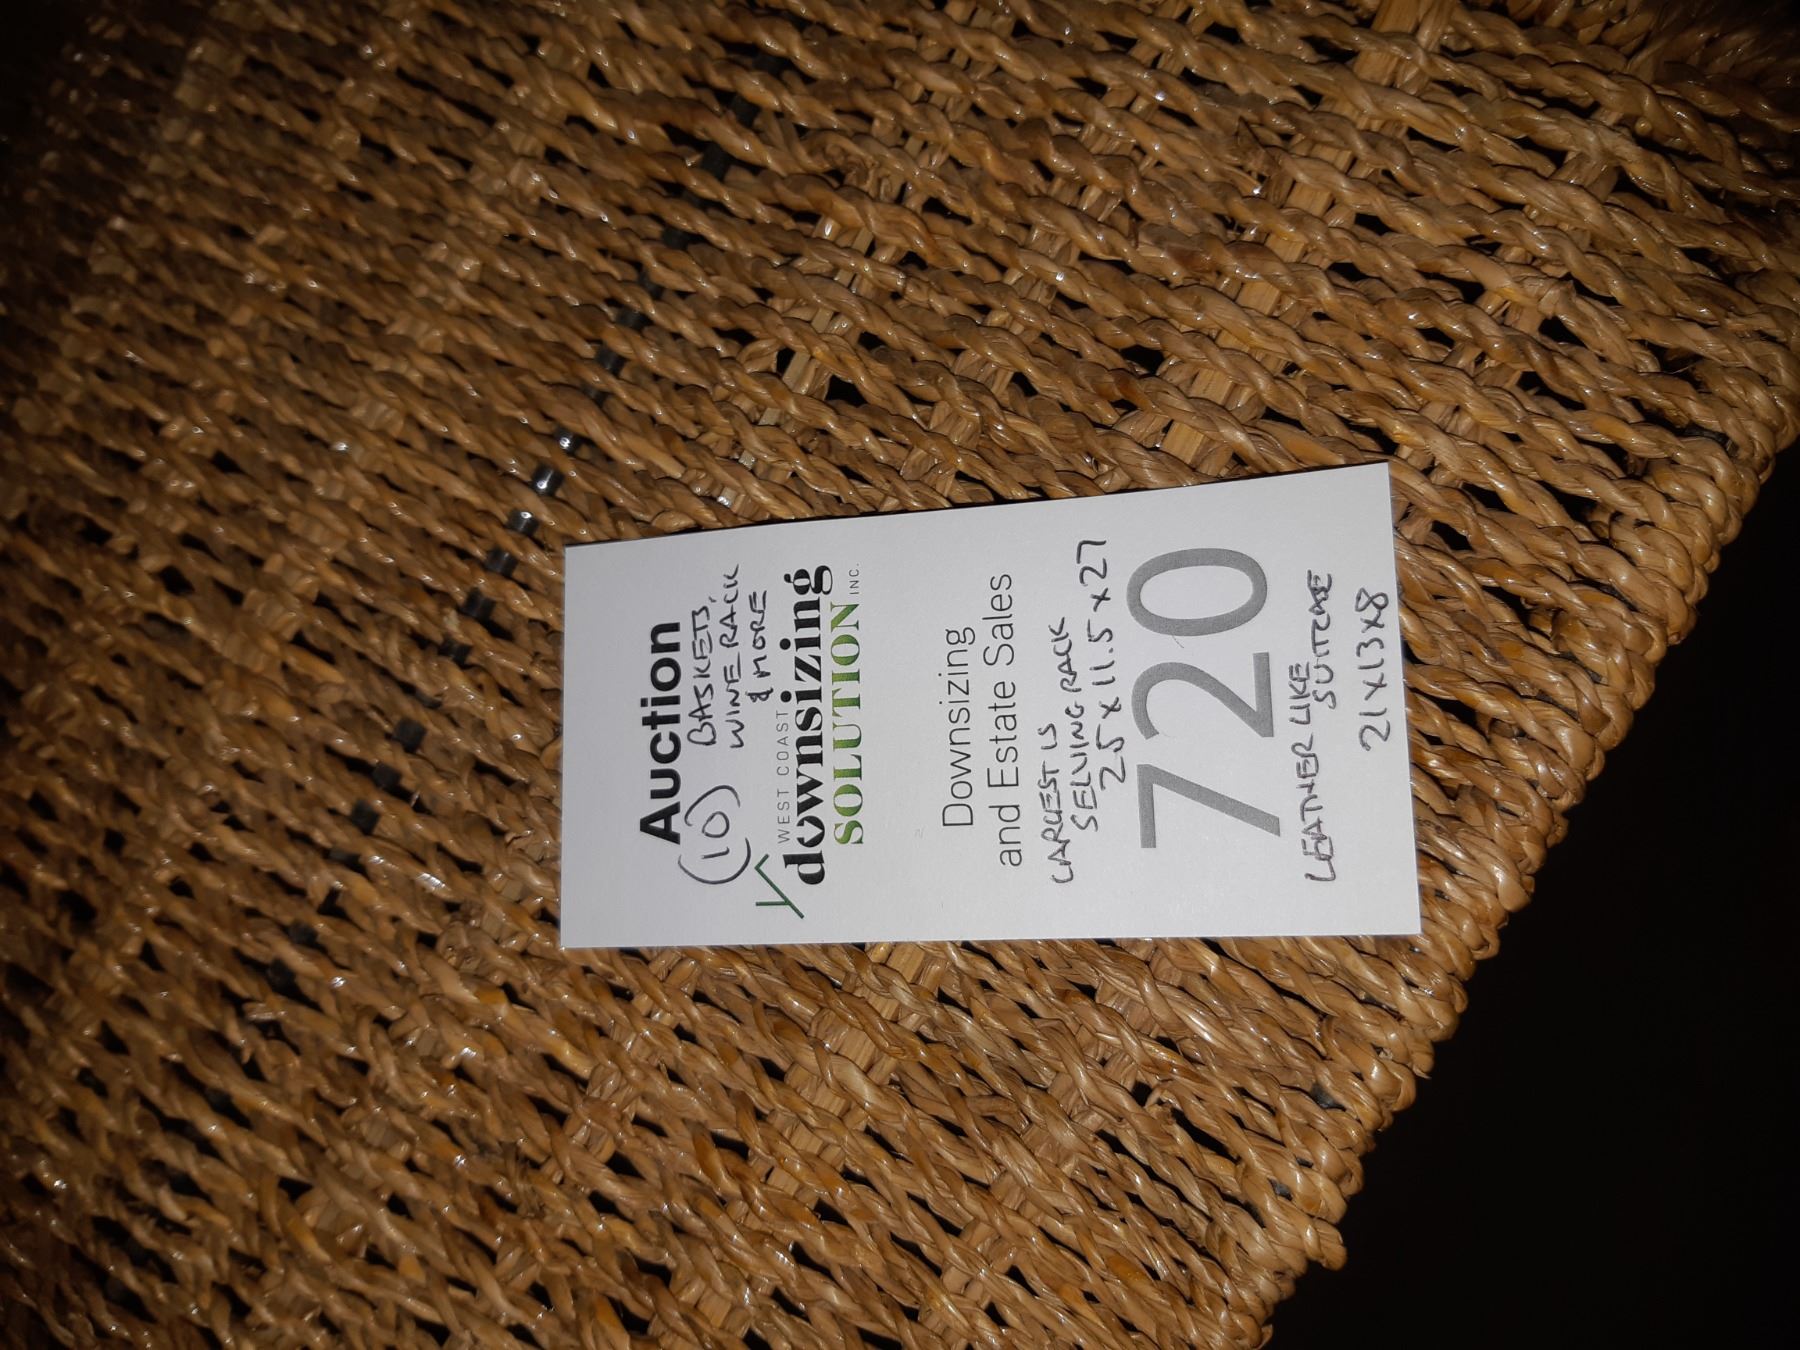 Auction
(10) BASKETS,
WINE RACK
& MORE
WEST COAST
downsizing
SOLUTION INC.
Downsizing
and Estate Sales
LARGEST IS
SELVING RACK
25 x 11.5 x 27
720
LEATHER LIKE
SUITCASE
21 x 13 x 8